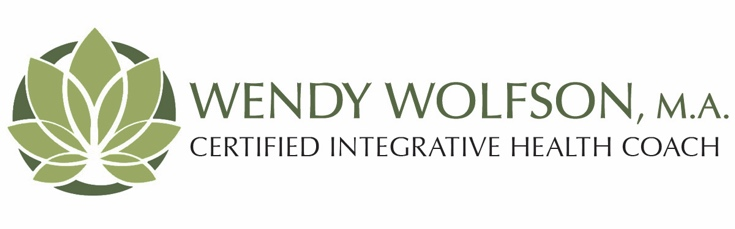 WENDY WOLFSON, M.A.
CERTIFIED INTEGRATIVE HEALTH COACH